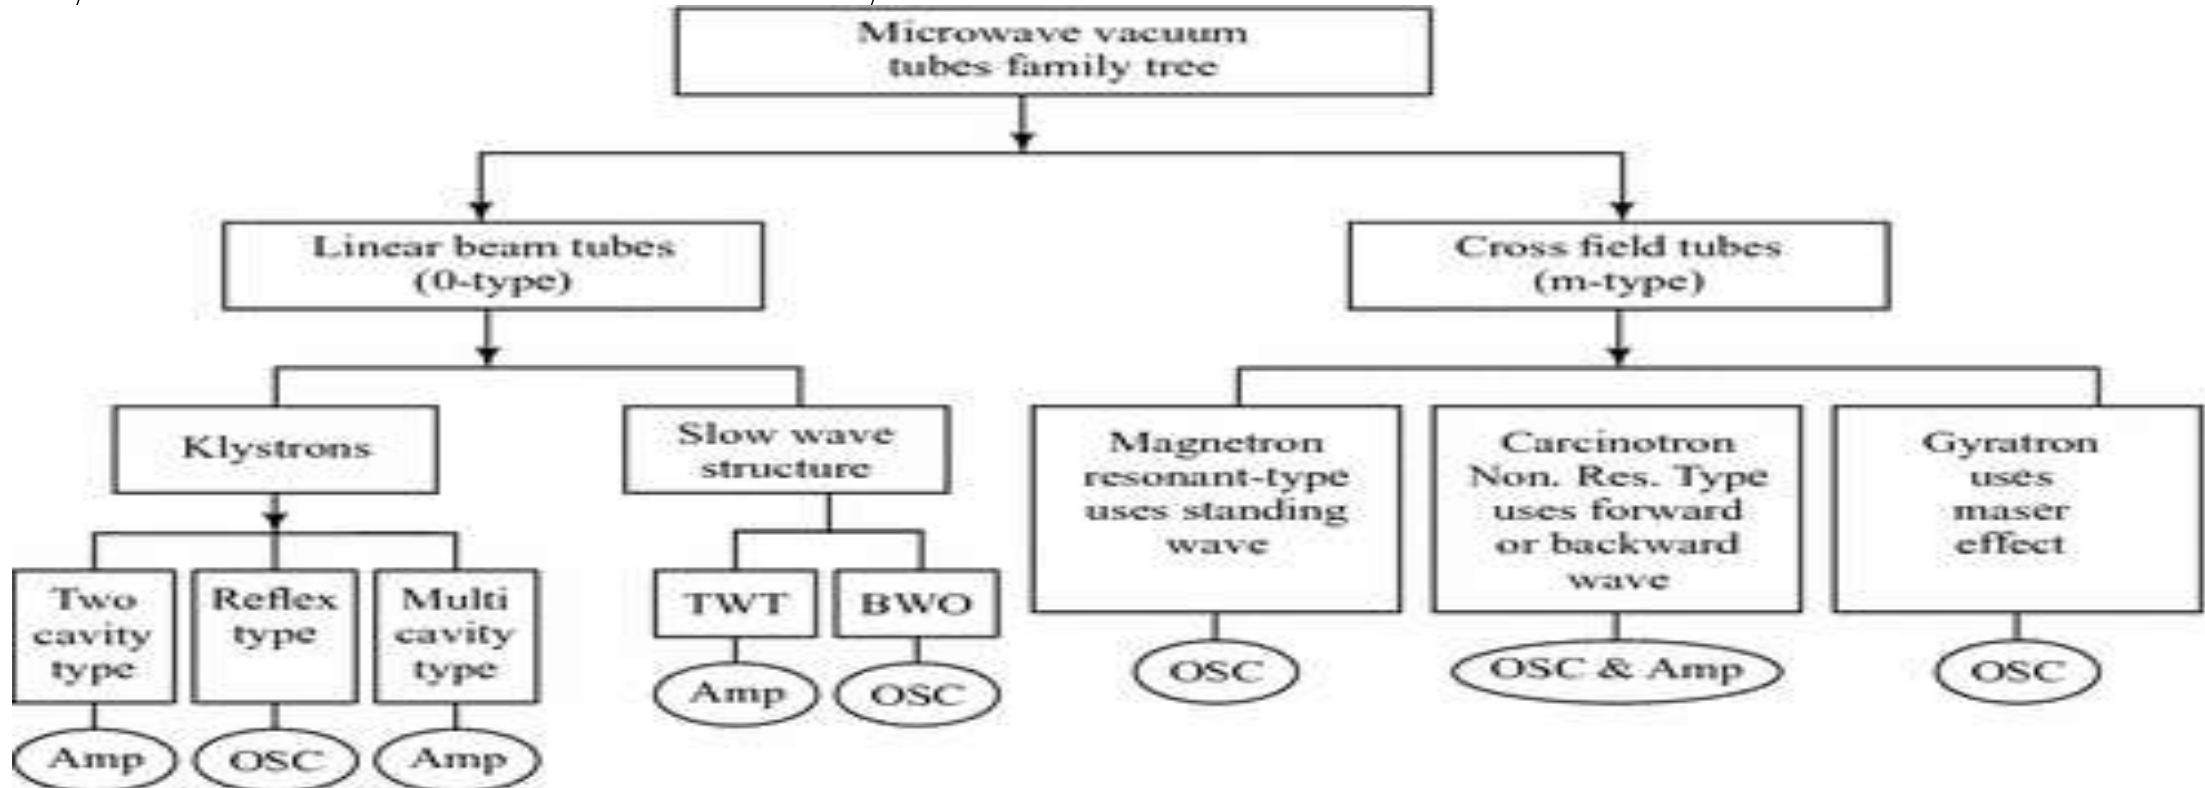 Microwave vacuum
tubes family tree
Linear beam tubes
(0-type)
Cross field tubes
(m-type)
Klystrons
Slow wave
structure
Magnetron
resonant-type
uses standing
wave
Carcinotron
Non. Res. Type
uses forward
or backward
wave
Gyratron
uses
maser
effect
Two
cavity
type
Reflex
type
Multi
cavity
type
TWT
BWO
Amp
OSC
Amp
Amp
OSC
OSC
OSC & Amp
OSC